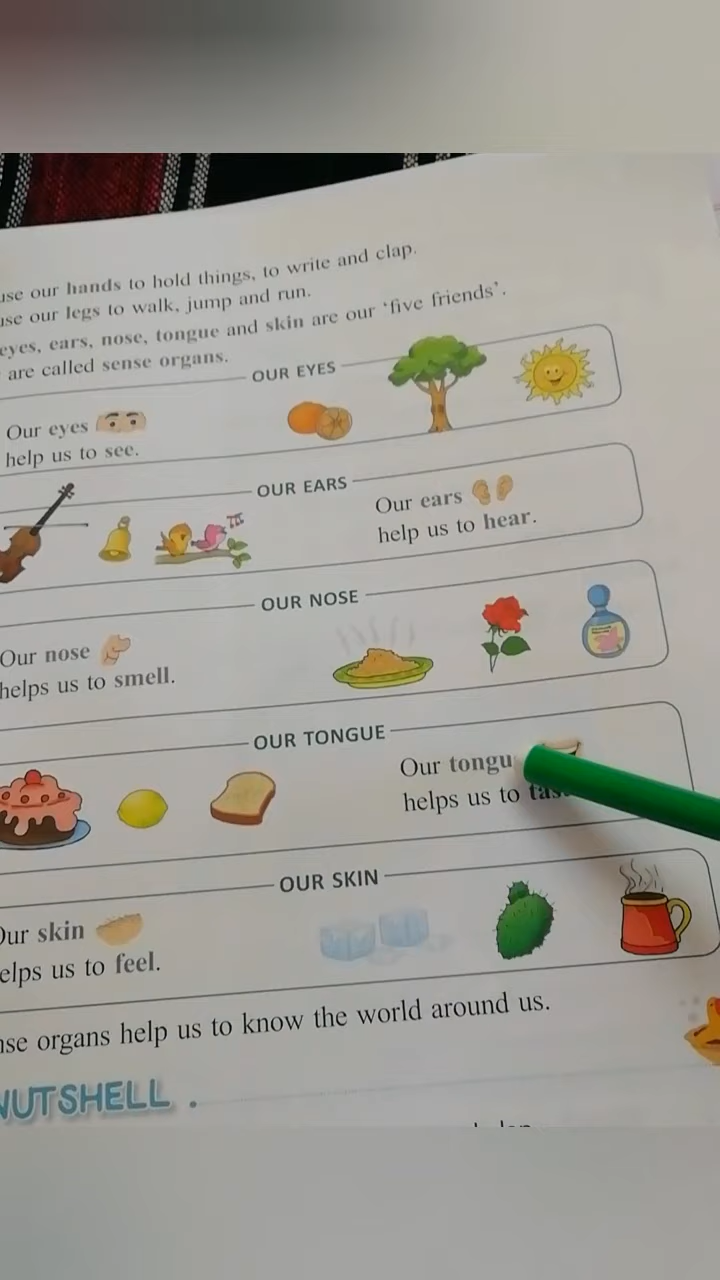 use our hands to hold things, to write and clap.
use our legs to walk, jump and run.
eyes, ears, nose, tongue and skin are our ‘five friends’.
are called sense organs.
OUR EYES
Our eyes
help us to see.
OUR EARS
Our ears
help us to hear.
OUR NOSE
Our nose
helps us to smell.
OUR TONGUE
Our tongu
helps us to
OUR SKIN
Our skin
elps us to feel.
nse organs help us to know the world around us.
NUTSHELL